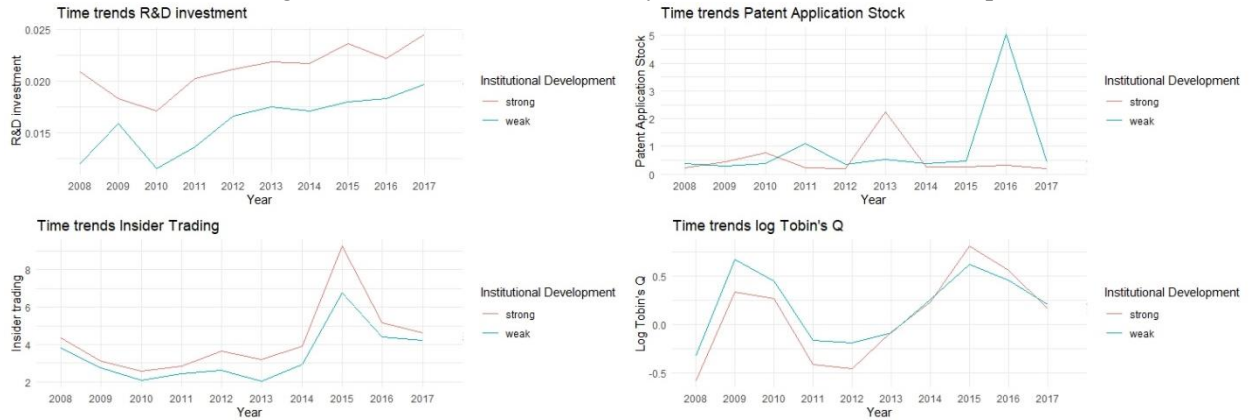 Time trends R&D investment
0.025
0.020
0.015
R&D investment
2008 2009 2010 2011 2012 2013 2014 2015 2016 2017
Year
Institutional Development
strong
weak
Time trends Patent Application Stock
5
4
3
2
1
0
Patent Application Stock
2008 2009 2010 2011 2012 2013 2014 2015 2016 2017
Year
Institutional Development
strong
weak
Time trends Insider Trading
8
6
4
2
Insider trading
2008 2009 2010 2011 2012 2013 2014 2015 2016 2017
Year
Institutional Development
strong
weak
Time trends log Tobin's Q
0.5
0.0
-0.5
Log Tobin's Q
2008 2009 2010 2011 2012 2013 2014 2015 2016 2017
Year
Institutional Development
strong
weak